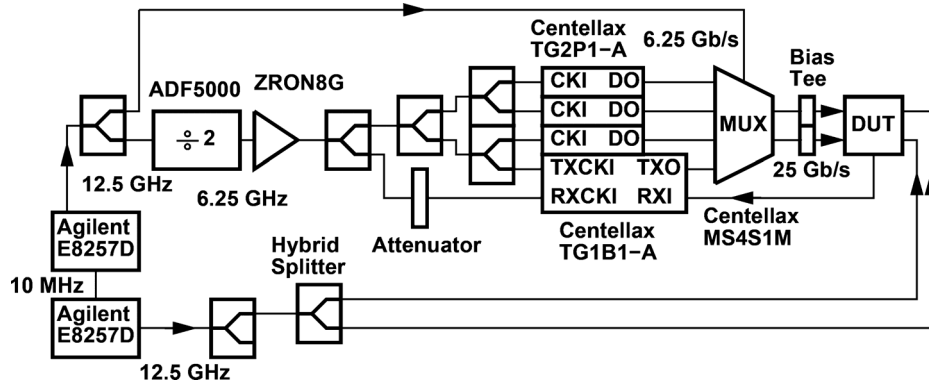 Centellax
TG2P1−A
6.25 Gb/s
Bias
Tee
ADF5000
ZRON8G
÷ 2
CKI DO
CKI DO
CKI DO
TXCKI TXO
RXCKI RXI
MUX
DUT
12.5 GHz
6.25 GHz
25 Gb/s
Agilent
E8257D
Attenuator
Centellax
TG1B1−A
Centellax
MS4S1M
Hybrid
Splitter
10 MHz
Agilent
E8257D
12.5 GHz